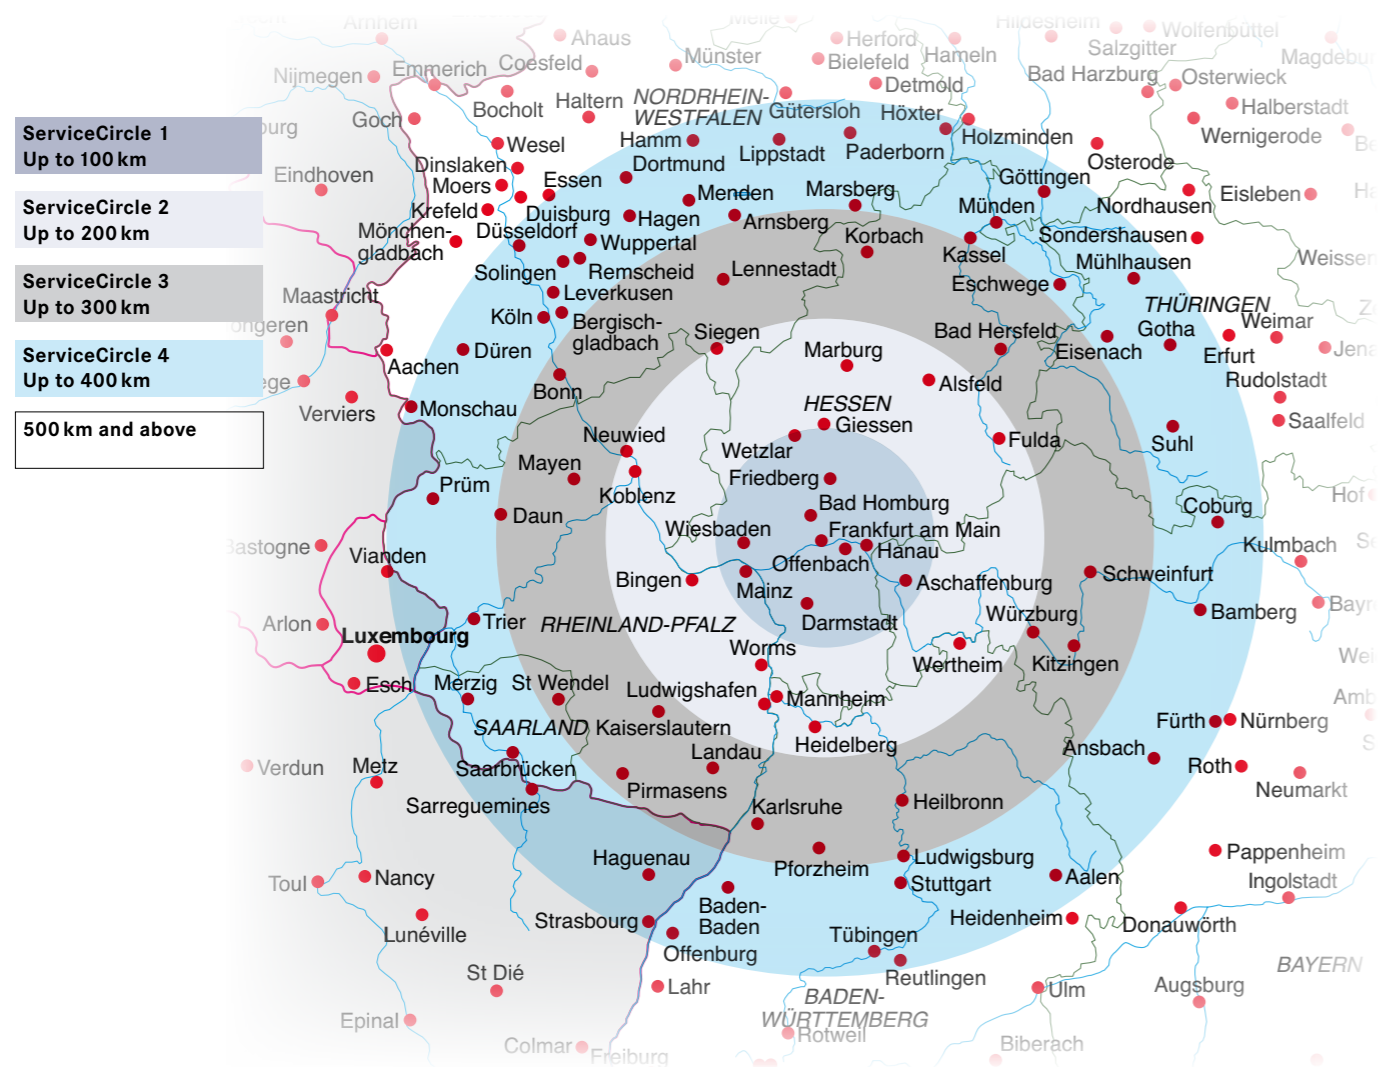 ServiceCircle 1
Up to 100 km
ServiceCircle 2
Up to 200 km
ServiceCircle 3
Up to 300 km
ServiceCircle 4
Up to 400 km
500 km and above
Arnhem
Ahaus
Melle
Herford
Hameln
Hildesheim
Wolfenbüttel
Salzgitter
Nijmegen
Emmerich
Coesfeld
Münster
Bielefeld
Detmold
Bad Harzburg
Osterwieck
Bocholt
Haltern
NORDRHEIN-
WESTFALEN
Gütersloh
Höxter
Halberstadt
Goch
Wesel
Hamm
Lippstadt
Paderborn
Holzminden
Wernigerode
Dinslaken
Dortmund
Osterode
Eindhoven
Moers
Essen
Menden
Marsberg
Göttingen
Nordhausen
Eisleben
Krefeld
Duisburg
Hagen
Arnsberg
Münden
Mönchen-
gladbach
Düsseldorf
Wuppertal
Korbach
Kassel
Sondershausen
Solingen
Remscheid
Lennestadt
Mühlhausen
Maastricht
Leverkusen
Eschwege
THÜRINGEN
Köln
Bergisch-
gladbach
Siegen
Bad Hersfeld
Gotha
Weimar
Aachen
Düren
Marburg
Eisenach
Erfurt
Rudolstadt
Verviers
Monschau
Bonn
Alsfeld
HESSEN
Giessen
Saalfeld
Neuwied
Wetzlar
Fulda
Suhl
Mayen
Friedberg
Prüm
Koblenz
Bad Homburg
Hof
Daun
Wiesbaden
Frankfurt am Main
Coburg
Bastogne
Vianden
Offenbach
Hanau
Kulmbach
Bingen
Mainz
Aschaffenburg
Schweinfurt
Arlon
Luxembourg
Trier
RHEINLAND-PFALZ
Darmstadt
Würzburg
Bamberg
Worms
Wertheim
Kitzingen
Esch
Merzig
St Wendel
Ludwigshafen
Mannheim
SAARLAND
Kaiserslautern
Heidelberg
Fürth
Nürnberg
Verdun
Metz
Saarbrücken
Landau
Ansbach
Roth
Neumarkt
Sarreguemines
Pirmasens
Karlsruhe
Heilbronn
Haguenau
Pforzheim
Ludwigsburg
Pappenheim
Toul
Nancy
Stuttgart
Aalen
Ingolstadt
Lunéville
Strasbourg
Baden-
Baden
Heidenheim
Donauwörth
Offenburg
Tübingen
St Dié
Lahr
Reutlingen
BAYERN
Ulm
Augsburg
BADEN-
WÜRTTEMBERG
Epinal
Rotweil
Colmar
Freiburg
Biberach